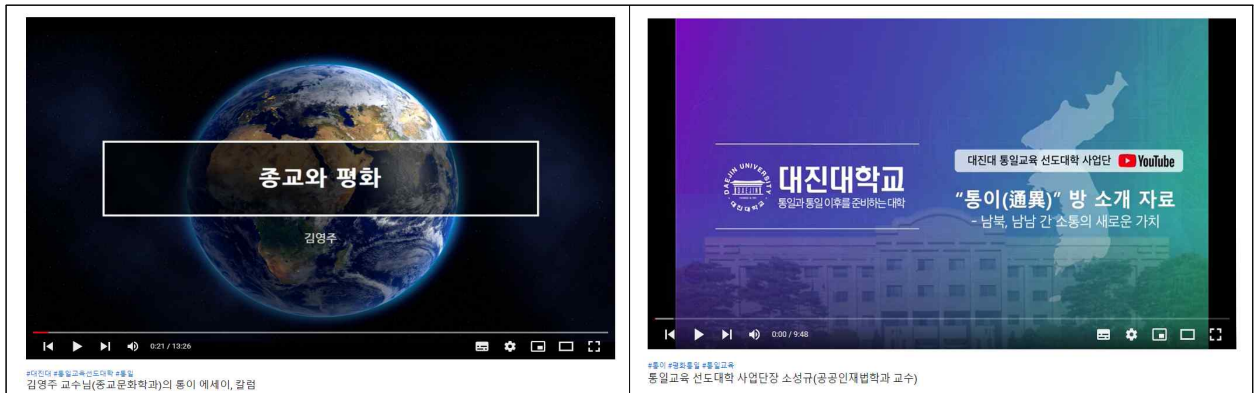 종교와 평화
김영주
0:21 / 13:26
#대진대 #통일교육선도대학 #통일
김영주 교수님(종교문화학과)의 통이 에세이, 칼럼
DAEJIN UNIVERSITY
DAEJIN
대진대학교
대진대학교
통일과 통일 이후를 준비하는 대학
대진대 통일교육 선도대학 사업단 YouTube
“통이(通異)” 방 소개 자료
- 남북, 남남 간 소통의 새로운 가치
0:00 / 9:48
#통이 #평화통일 #통일교육
통일교육 선도대학 사업단장 소성규(공공인재법학과 교수)